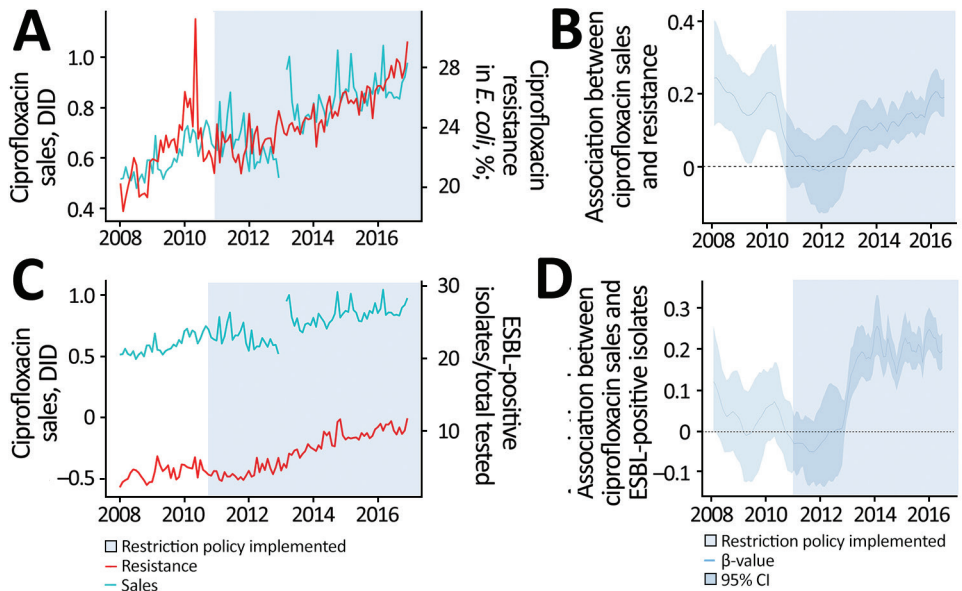 A
Ciprofloxacin
sales, DID
1.0
0.8
0.6
0.4
28
24
20
Ciprofloxacin
resistance
in E. coli, %;
2008 2010 2012 2014 2016
B
Association between
ciprofloxacin sales
and resistance
0.4
0.2
0
2008 2010 2012 2014 2016
C
Ciprofloxacin
sales, DID
1.0
0.5
0
−0.5
30
20
10
ESBL-positive
isolates/total tested
2008 2010 2012 2014 2016
Restriction policy implemented
Resistance
Sales
D
Association between
ciprofloxacin sales and
ESBL-positive isolates
0.3
0.2
0.1
0
−0.1
2008 2010 2012 2014 2016
Restriction policy implemented
β-value
95% CI